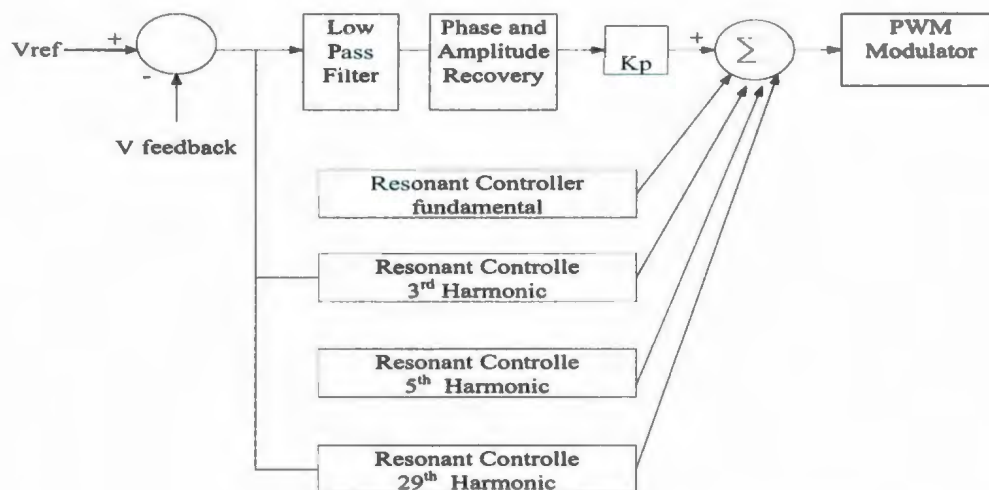 Vref
+
-
V feedback
Low
Pass
Filter
Phase and
Amplitude
Recovery
Kp
+
Σ
PWM
Modulator
Resonant Controller
fundamental
Resonant Controlle
3rd Harmonic
Resonant Controlle
5th Harmonic
Resonant Controlle
29th Harmonic